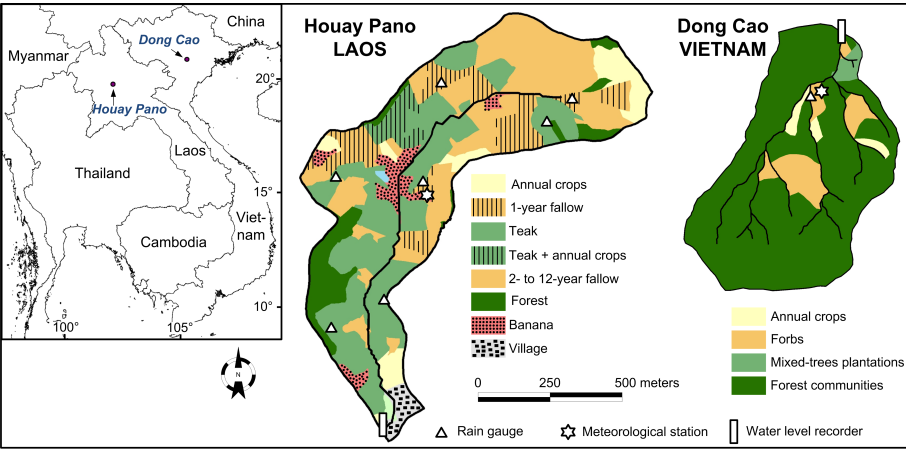 China
Dong Cao
Myanmar
20°
Houay Pano
Laos
Thailand
15°
Viet-
nam
Cambodia
10°
100°
105°
N
Houay Pano
LAOS
Annual crops
1-year fallow
Teak
Teak + annual crops
2- to 12-year fallow
Forest
Banana
Village
0 250 500 meters
Dong Cao
VIETNAM
Annual crops
Forbs
Mixed-trees plantations
Forest communities
Rain gauge
Meteorological station
Water level recorder